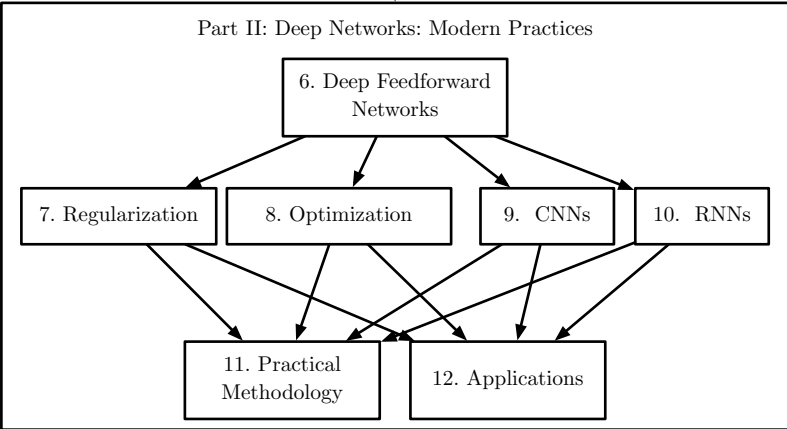 Part II: Deep Networks: Modern Practices
6. Deep Feedforward
Networks
7. Regularization
8. Optimization
9. CNNs
10. RNNs
11. Practical
Methodology
12. Applications